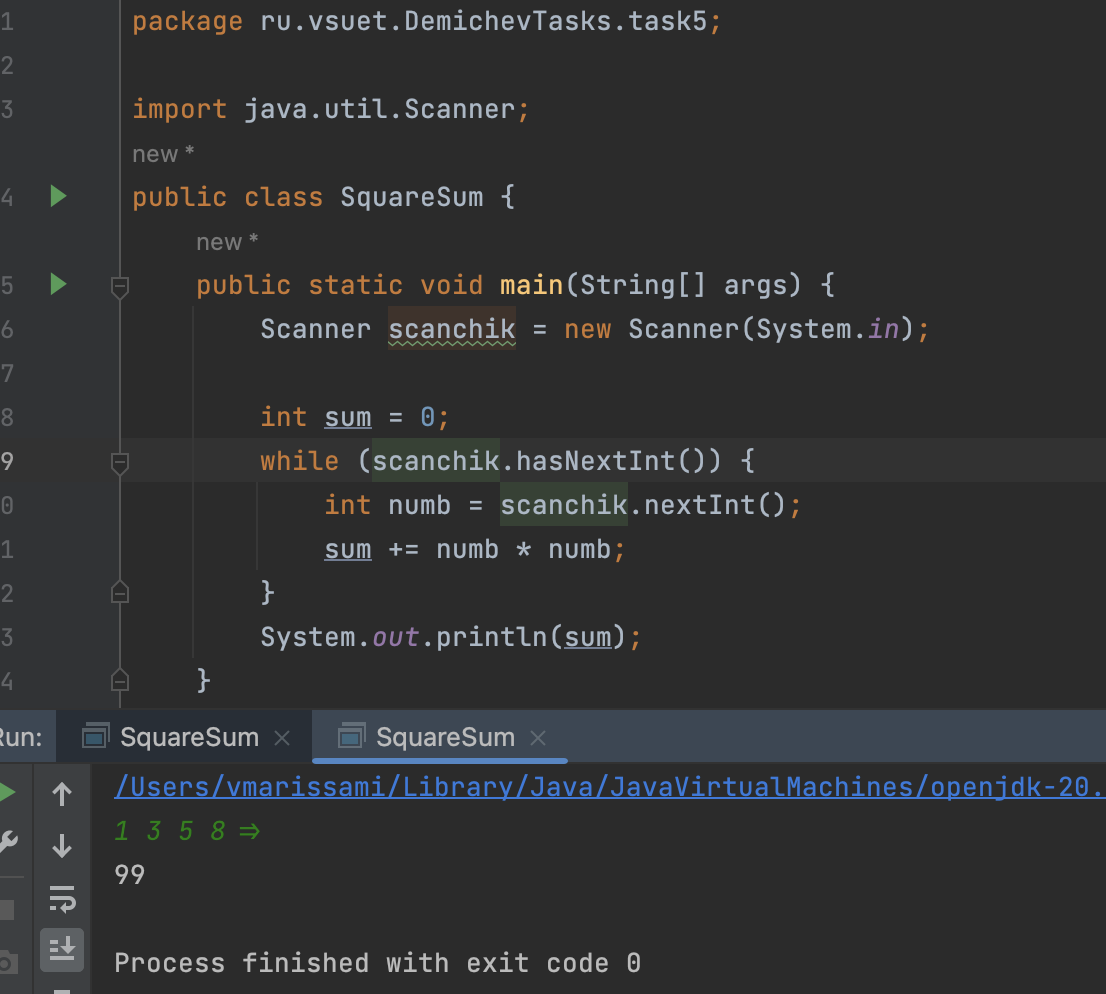 1 package ru.vsuet.DemichevTasks.task5;
2
3 import java.util.Scanner;
new *
4 public class SquareSum {
new *
5 public static void main(String[] args) {
6 Scanner scanchik = new Scanner(System.in);
7
8 int sum = 0;
9 while (scanchik.hasNextInt()) {
0 int numb = scanchik.nextInt();
1 sum += numb * numb;
2 }
3 System.out.println(sum);
4 }
Run: SquareSum × SquareSum ×
/Users/vmarissami/Library/Java/JavaVirtualMachines/openjdk-20.
1 3 5 8 =>
99
Process finished with exit code 0